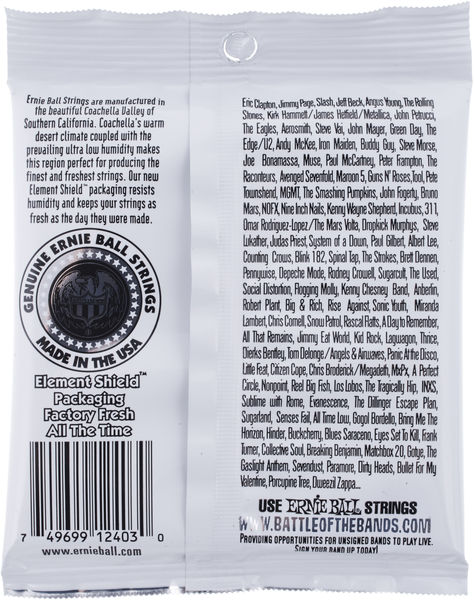 Ernie Ball Strings are manufactured in
the beautiful Coachella Valley of
Southern California. Coachella's warm
desert climate coupled with the
prevailing ultra low humidity makes
this region perfect for producing the
finest and freshest strings. Our new
Element Shield™ packaging resists
humidity and keeps your strings as
fresh as the day they were made.
GENUINE ERNIE BALL STRINGS
MADE IN THE USA
Element Shield™
Packaging
Factory Fresh
All The Time
7 49699 12403 0
www.ernieball.com
Eric Clapton, Jimmy Page, Slash, Jeff Beck, Angus Young, The Rolling
Stones, Kirk Hammett/James Hetfield/Metallica, John Petrucci,
The Eagles, Aerosmith, Steve Vai, John Mayer, Green Day, The
Edge/U2, Andy McKee, Iron Maiden, Buddy Guy, Steve Morse,
Joe Bonamassa, Muse, Paul McCartney, Peter Frampton, The
Raconteurs, Avenged Sevenfold, Maroon 5, Guns N' Roses, Tool, Pete
Townshend, MGMT, The Smashing Pumpkins, John Fogerty, Bruno
Mars, NOFX, Nine Inch Nails, Kenny Wayne Shepherd, Incubus, 311,
Omar Rodriguez-Lopez/The Mars Volta, Dropkick Murphys, Steve
Lukather, Judas Priest, System of a Down, Paul Gilbert, Albert Lee,
Counting Crows, Blink 182, Spinal Tap, The Strokes, Brett Dennen,
Pennywise, Depeche Mode, Rodney Crowell, Sugarcult, The Used,
Social Distortion, Flogging Molly, Kenny Chesney Band, Anberlin,
Robert Plant, Big & Rich, Rise Against, Sonic Youth, Miranda
Lambert, Chris Cornell, Snow Patrol, Rascal Flatts, A Day to Remember,
All That Remains, Jimmy Eat World, Kid Rock, Lagwagon, Thrice,
Dierks Bentley, Tom Delonge/Angels & Airwaves, Panic At the Disco,
Little Feat, Citizen Cope, Chris Broderick/Megadeth, MxPx, A Perfect
Circle, Nonpoint, Reel Big Fish, Los Lobos, The Tragically Hip, INXS,
Sublime with Rome, Evanescence, The Dillinger Escape Plan,
Sugarland, Senses Fail, All Time Low, Gogol Bordello, Bring Me The
Horizon, Hinder, Buckcherry, Blues Saraceno, Eyes Set To Kill, Frank
Turner, Collective Soul, Breaking Benjamin, Matchbox 20, Gotye, The
Gaslight Anthem, Sevendust, Paramore, Dirty Heads, Bullet For My
Valentine, Porcupine Tree, Dweezil Zappa...
USE ERNIE BALL STRINGS
WWW.BATTLEOFTHEBANDS.COM
PROVIDING OPPORTUNITIES FOR UNSIGNED BANDS TO PLAY LIVE.
SIGN YOUR BAND UP TODAY!